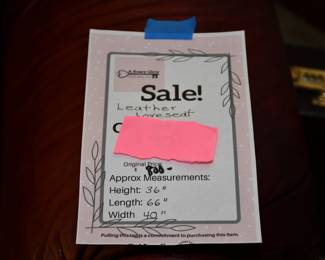 Sale!
Leather
Loveseat
Original Price
$ 800-
Approx Measurements:
Height: 36"
Length: 66"
Width 40"
Pulling this tag is a commitment to purchasing this item